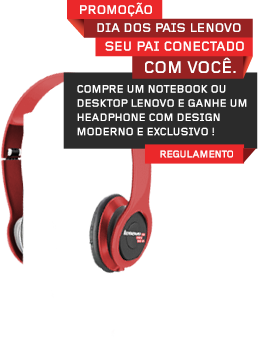 PROMOÇÃO
DIA DOS PAIS LENOVO
SEU PAI CONECTADO
COM VOCÊ.
COMPRE UM NOTEBOOK OU
DESKTOP LENOVO E GANHE UM
HEADPHONE COM DESIGN
MODERNO E EXCLUSIVO !
REGULAMENTO
lenovo